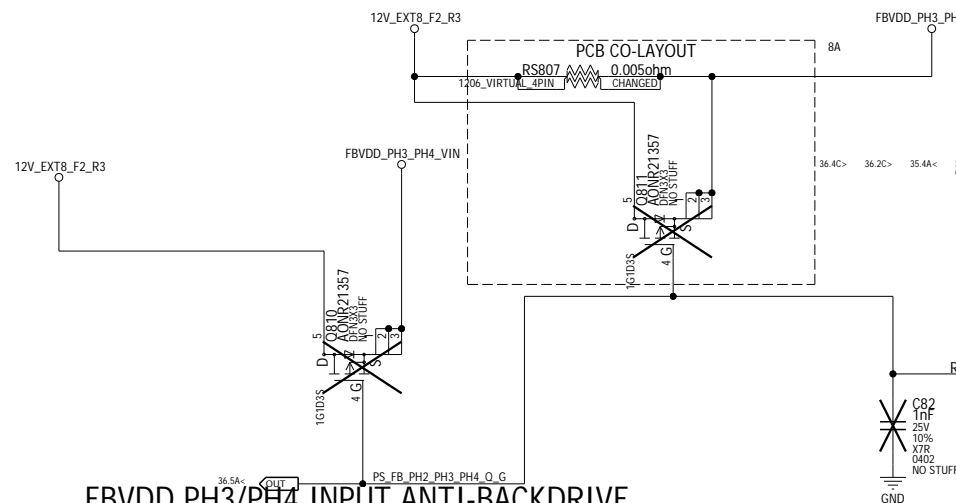 12V_EXT8_F2_R3
FBVDD_PH3_PH
PCB CO-LAYOUT
8A
RS807
0.005ohm
1206_VIRTUAL_4PIN
CHANGED
12V_EXT8_F2_R3
FBVDD_PH3_PH4_VIN
36.4C>
36.2C>
35.4A<
5
Q811
AONR21357
DFN3X3
NO STUFF
1
2
3
D
S
4
G
1G1D3S
5
Q810
AONR21357
DFN3X3
NO STUFF
1
2
3
D
S
4
G
1G1D3S
R
C82
1nF
25V
10%
X7R
0402
NO STUFF
GND
36.5A<
OUT
PS_FB_PH2_PH3_PH4_Q_G
FBVDD PH3/PH4 INPUT ANTI-BACKDRIVE